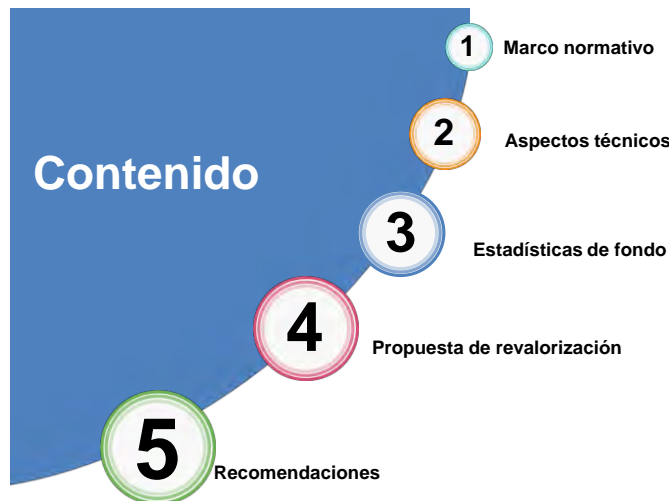 Contenido
1 Marco normativo
2 Aspectos técnicos
3 Estadísticas de fondo
4 Propuesta de revalorización
5 Recomendaciones